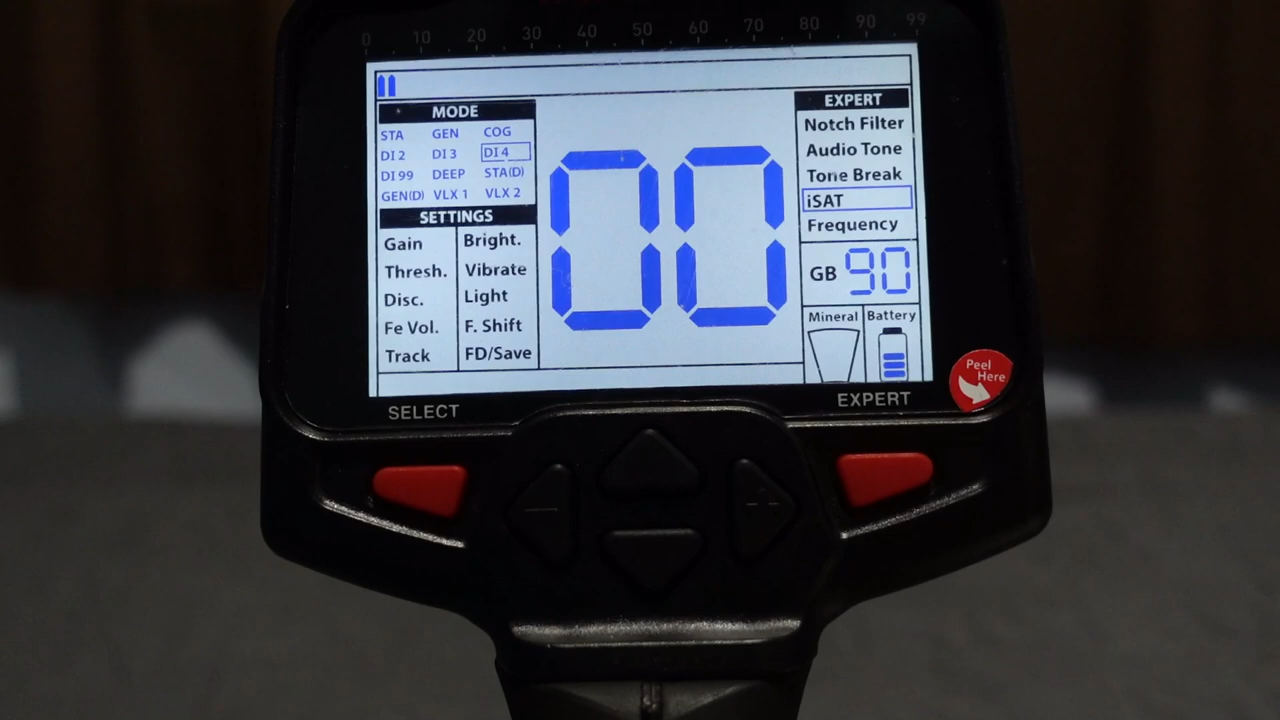 0 10 20 30 40 50 60 70 80 90 99
MODE
STA GEN COG
DI 2 DI 3 DI 4
DI 99 DEEP STA(D)
GEN(D) VLX 1 VLX 2
SETTINGS
Gain Bright.
Thresh. Vibrate
Disc. Light
Fe Vol. F. Shift
Track FD/Save
00
EXPERT
Notch Filter
Audio Tone
Tone Break
iSAT
Frequency
GB 90
Mineral Battery
Peel
Here
SELECT EXPERT
- +